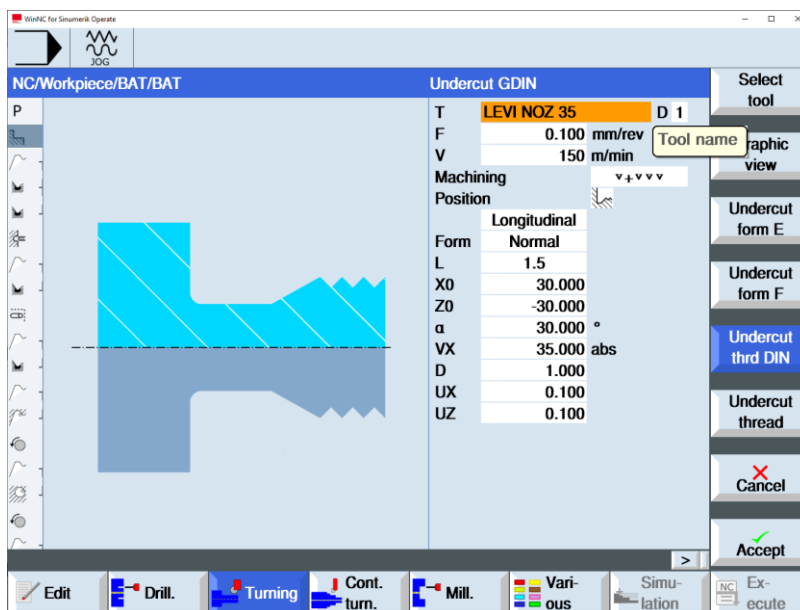 WinNC for Sinumerik Operate
JOG
NC/Workpiece/BAT/BAT
Undercut GDIN
P
T LEVI NOZ 35 D 1
F 0.100 mm/rev
V 150 m/min
Tool name
Machining ▿+▿▿▿
Position
Longitudinal
Form Normal
L 1.5
X0 30.000
Z0 -30.000
α 30.000 °
VX 35.000 abs
D 1.000
UX 0.100
UZ 0.100
Select
tool
raphic
view
Undercut
form E
Undercut
form F
Undercut
thrd DIN
Undercut
thread
Cancel
Accept
>
Edit
Drill.
Turning
Cont.
turn.
Mill.
Vari-
ous
Simu-
lation
NC
Ex-
ecute